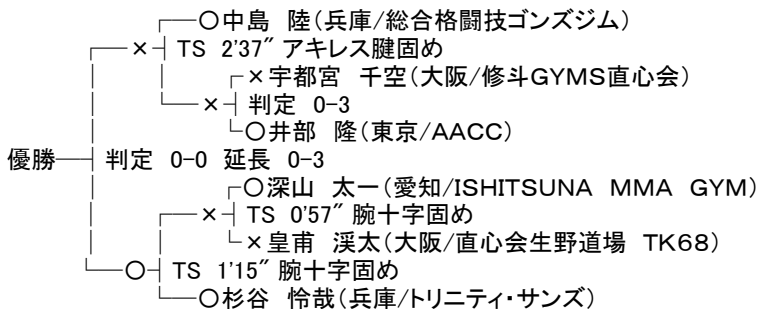 ○中島 陸(兵庫/総合格闘技ゴンズジム)
× TS 2'37" アキレス腱固め
×宇都宮 千空(大阪/修斗GYMS直心会)
× 判定 0-3
○井部 隆(東京/AACC)
優勝 判定 0-0 延長 0-3
○深山 太一(愛知/ISHITSUNA MMA GYM)
× TS 0'57" 腕十字固め
×皇甫 渓太(大阪/直心会生野道場 TK68)
○ TS 1'15" 腕十字固め
○杉谷 怜哉(兵庫/トリニティ・サンズ)